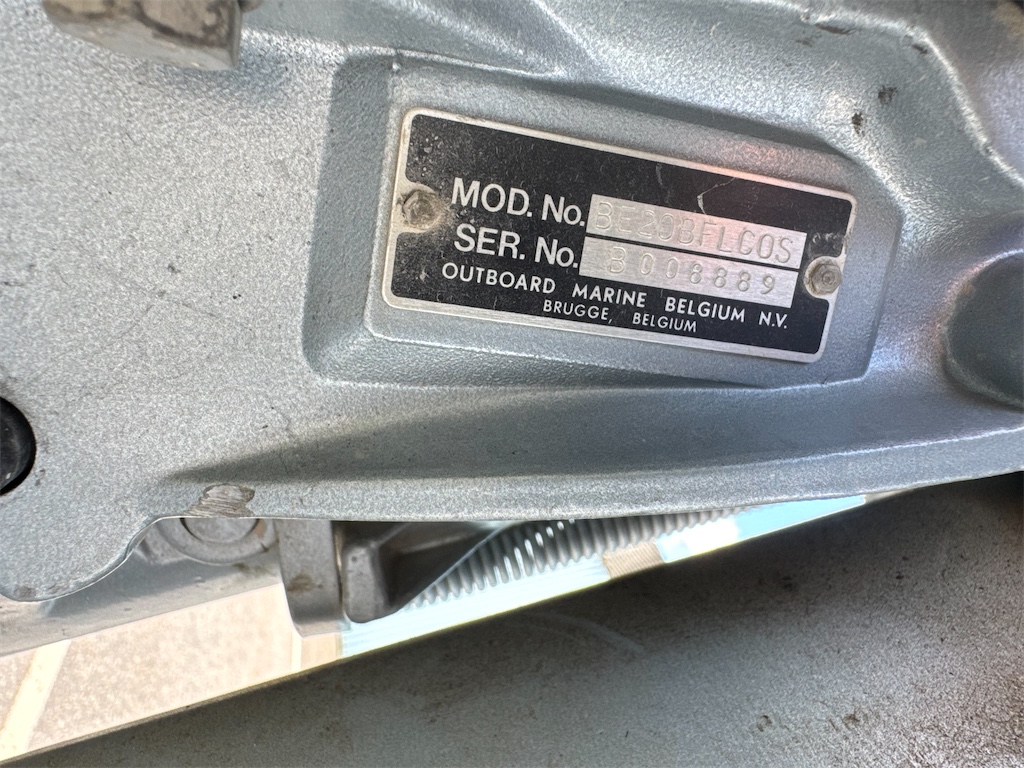 MOD. No. BE20BFLCOS
SER. No. B008889
OUTBOARD MARINE BELGIUM N.V.
BRUGGE, BELGIUM